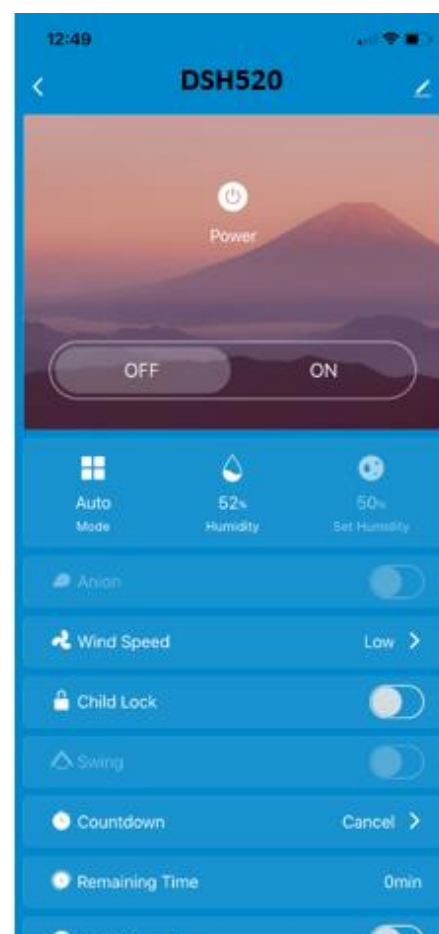 12:49
DSH520
Power
OFF ON
Auto 52% 50%
Mode Humidity Set Humidity
Anion
Wind Speed Low
Child Lock
Swing
Countdown Cancel
Remaining Time 0min